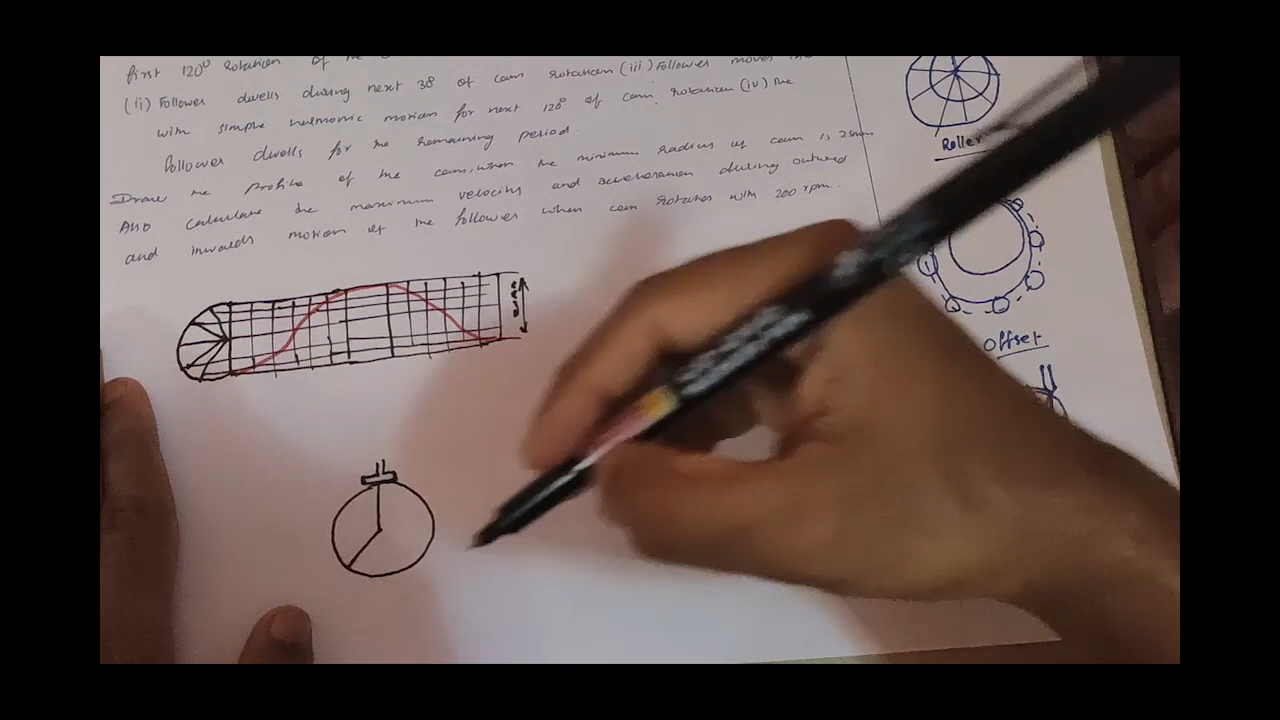 first 120° Rotation of the
(ii) Follower dwells during next 30 of cam rotation (iii) Follower moves
with simple harmonic motion for next 120° of cam rotation (iv) The
Follower dwells for the remaining period
Draw the profile of the cam, when the minimum radius of cam is 25mm
Also calculate the maximum velocity and acceleration during outward
and inwards motion of the follower when cam Rotates with 200 rpm.
Roller
Offset